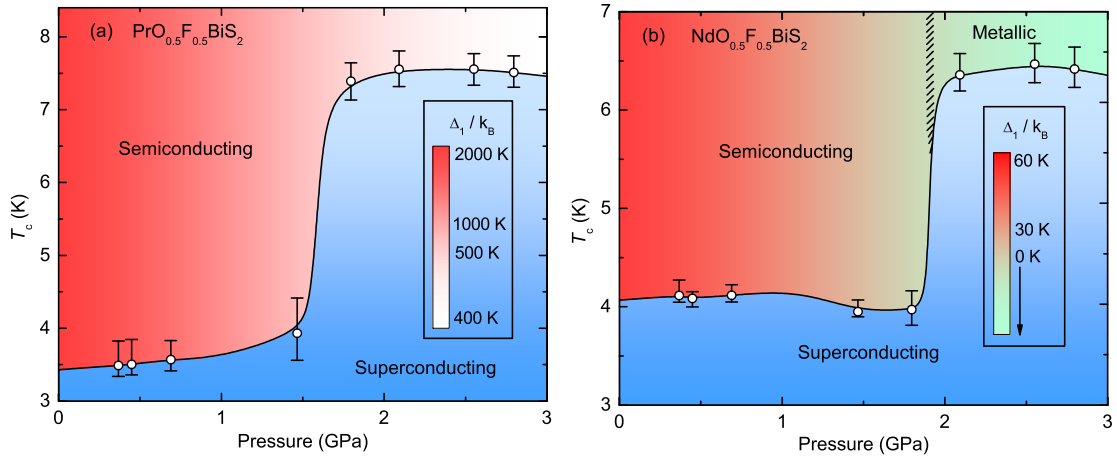 (a) PrO0.5F0.5BiS2
8
7
6
5
4
3
Tc (K)
Semiconducting
Superconducting
Δ1 / kB
2000 K
1000 K
500 K
400 K
0 1 2 3
Pressure (GPa)
(b) NdO0.5F0.5BiS2
Metallic
7
6
5
4
3
Tc (K)
Semiconducting
Superconducting
Δ1 / kB
60 K
30 K
0 K
0 1 2 3
Pressure (GPa)